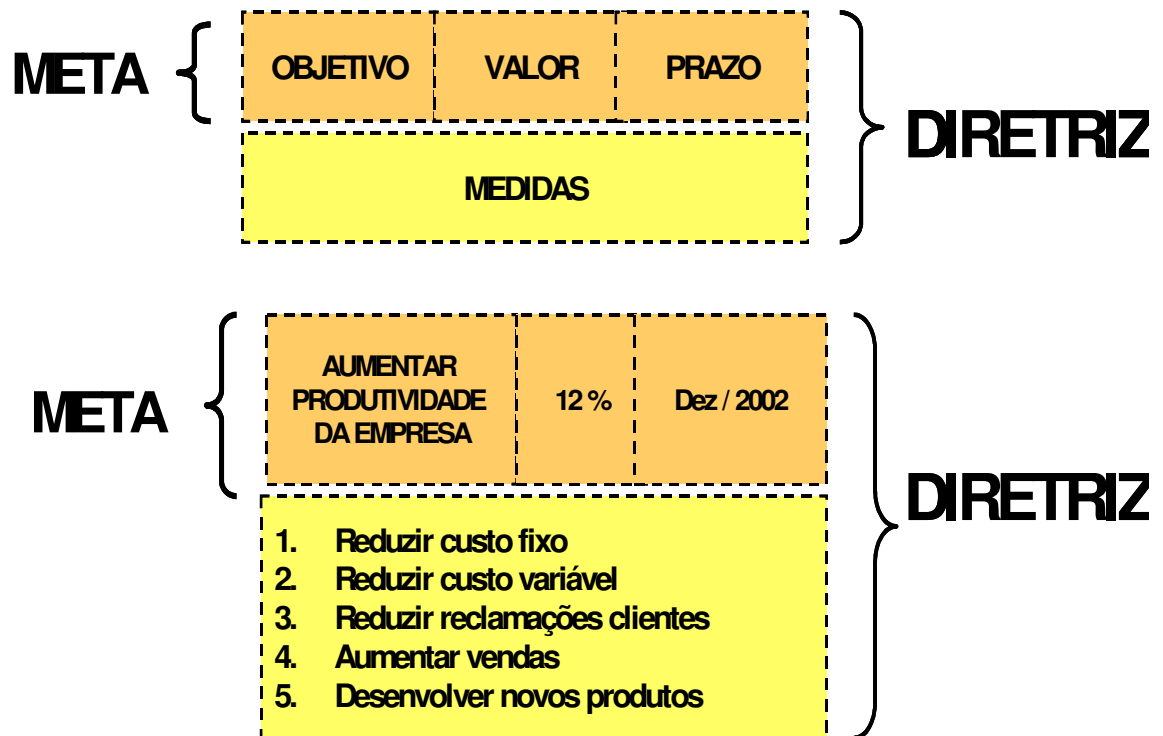 META
OBJETIVO VALOR PRAZO
DIRETRIZ
MEDIDAS
META
AUMENTAR
PRODUTIVIDADE
DA EMPRESA
12 %
Dez / 2002
DIRETRIZ
1. Reduzir custo fixo
2. Reduzir custo variável
3. Reduzir reclamações clientes
4. Aumentar vendas
5. Desenvolver novos produtos